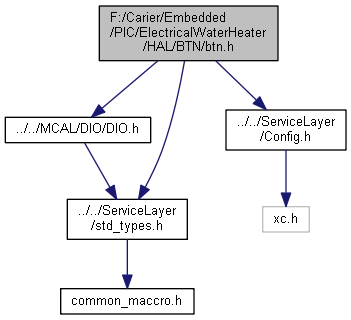 F:/Carier/Embedded
/PIC/ElectricalWaterHeater
/HAL/BTN/btn.h
../../MCAL/DIO/DIO.h
../../ServiceLayer
/Config.h
../../ServiceLayer
/std_types.h
xc.h
common_maccro.h